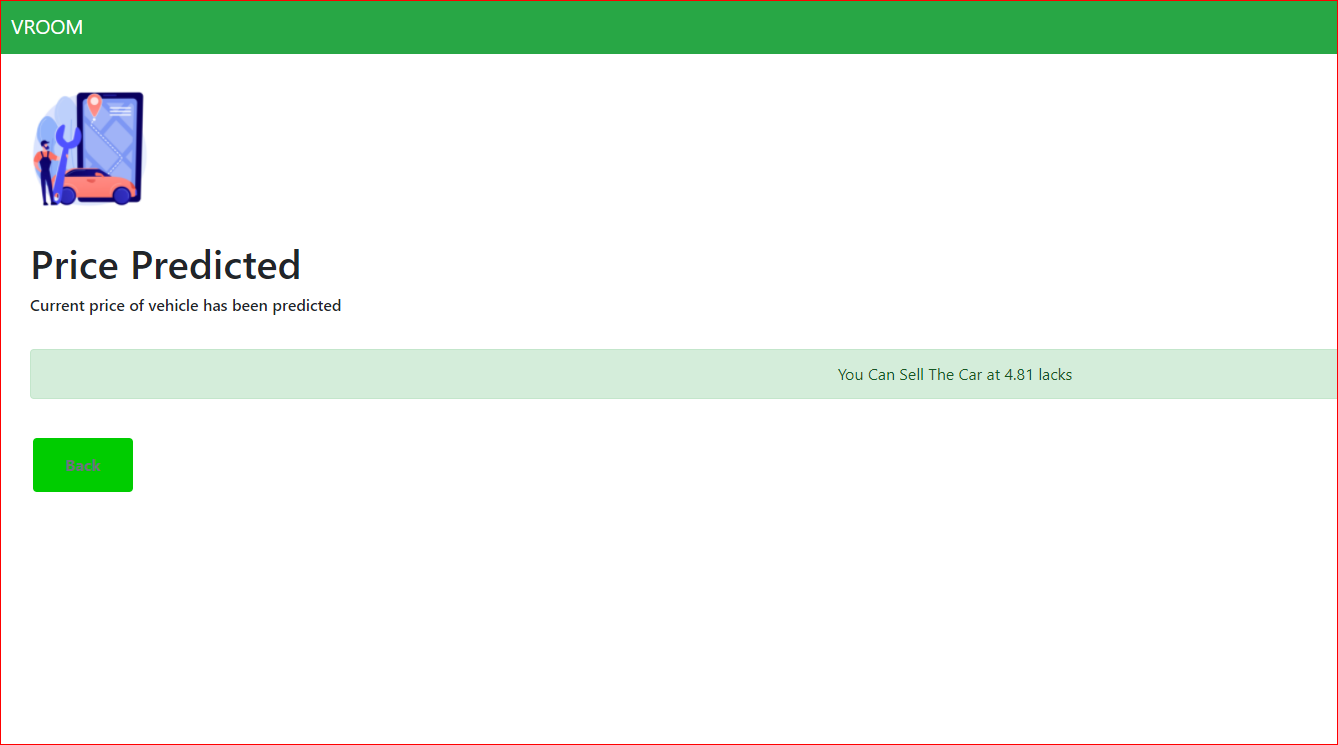 VROOM
Price Predicted
Current price of vehicle has been predicted
You Can Sell The Car at 4.81 lacks
Back